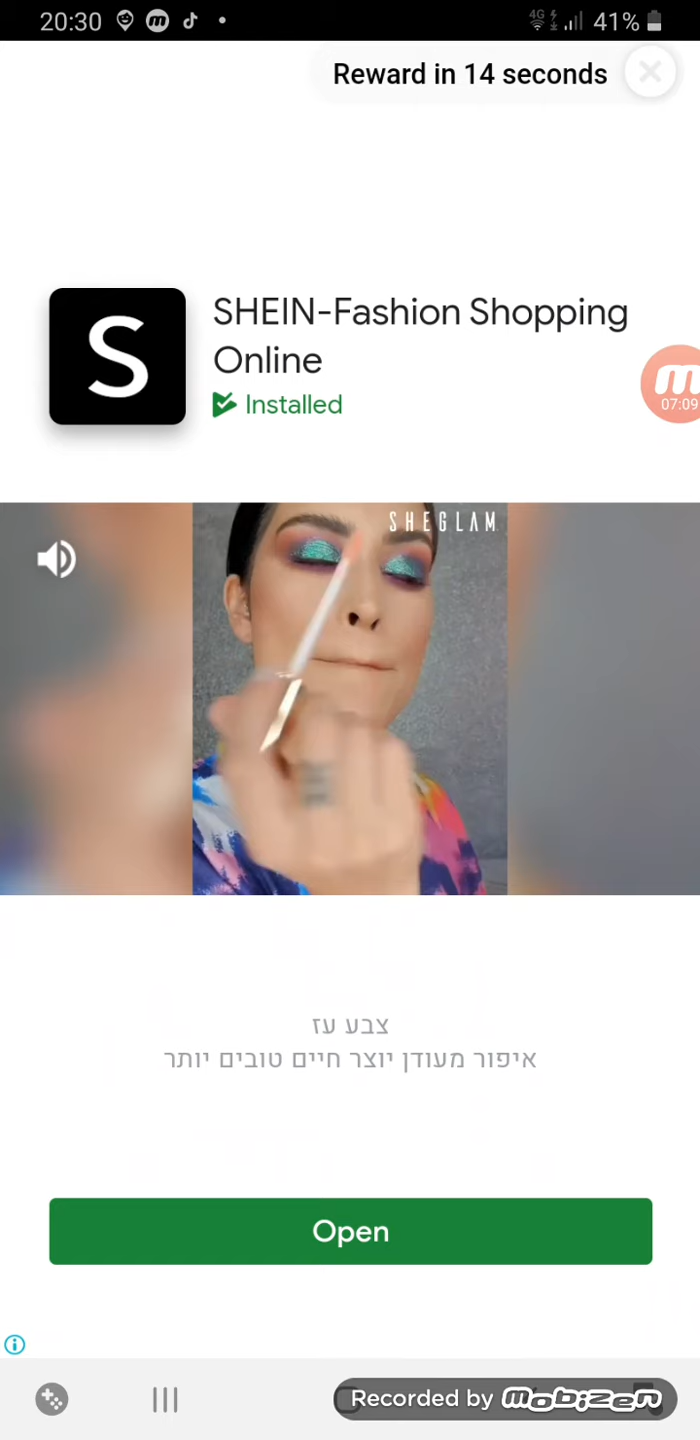 20:30
4G
41%
Reward in 14 seconds
S
SHEIN-Fashion Shopping
Online
Installed
m
07:09
SHEGLAM
צבע עז
איפור מעודן יוצר חיים טובים יותר
Open
Recorded by mobizen